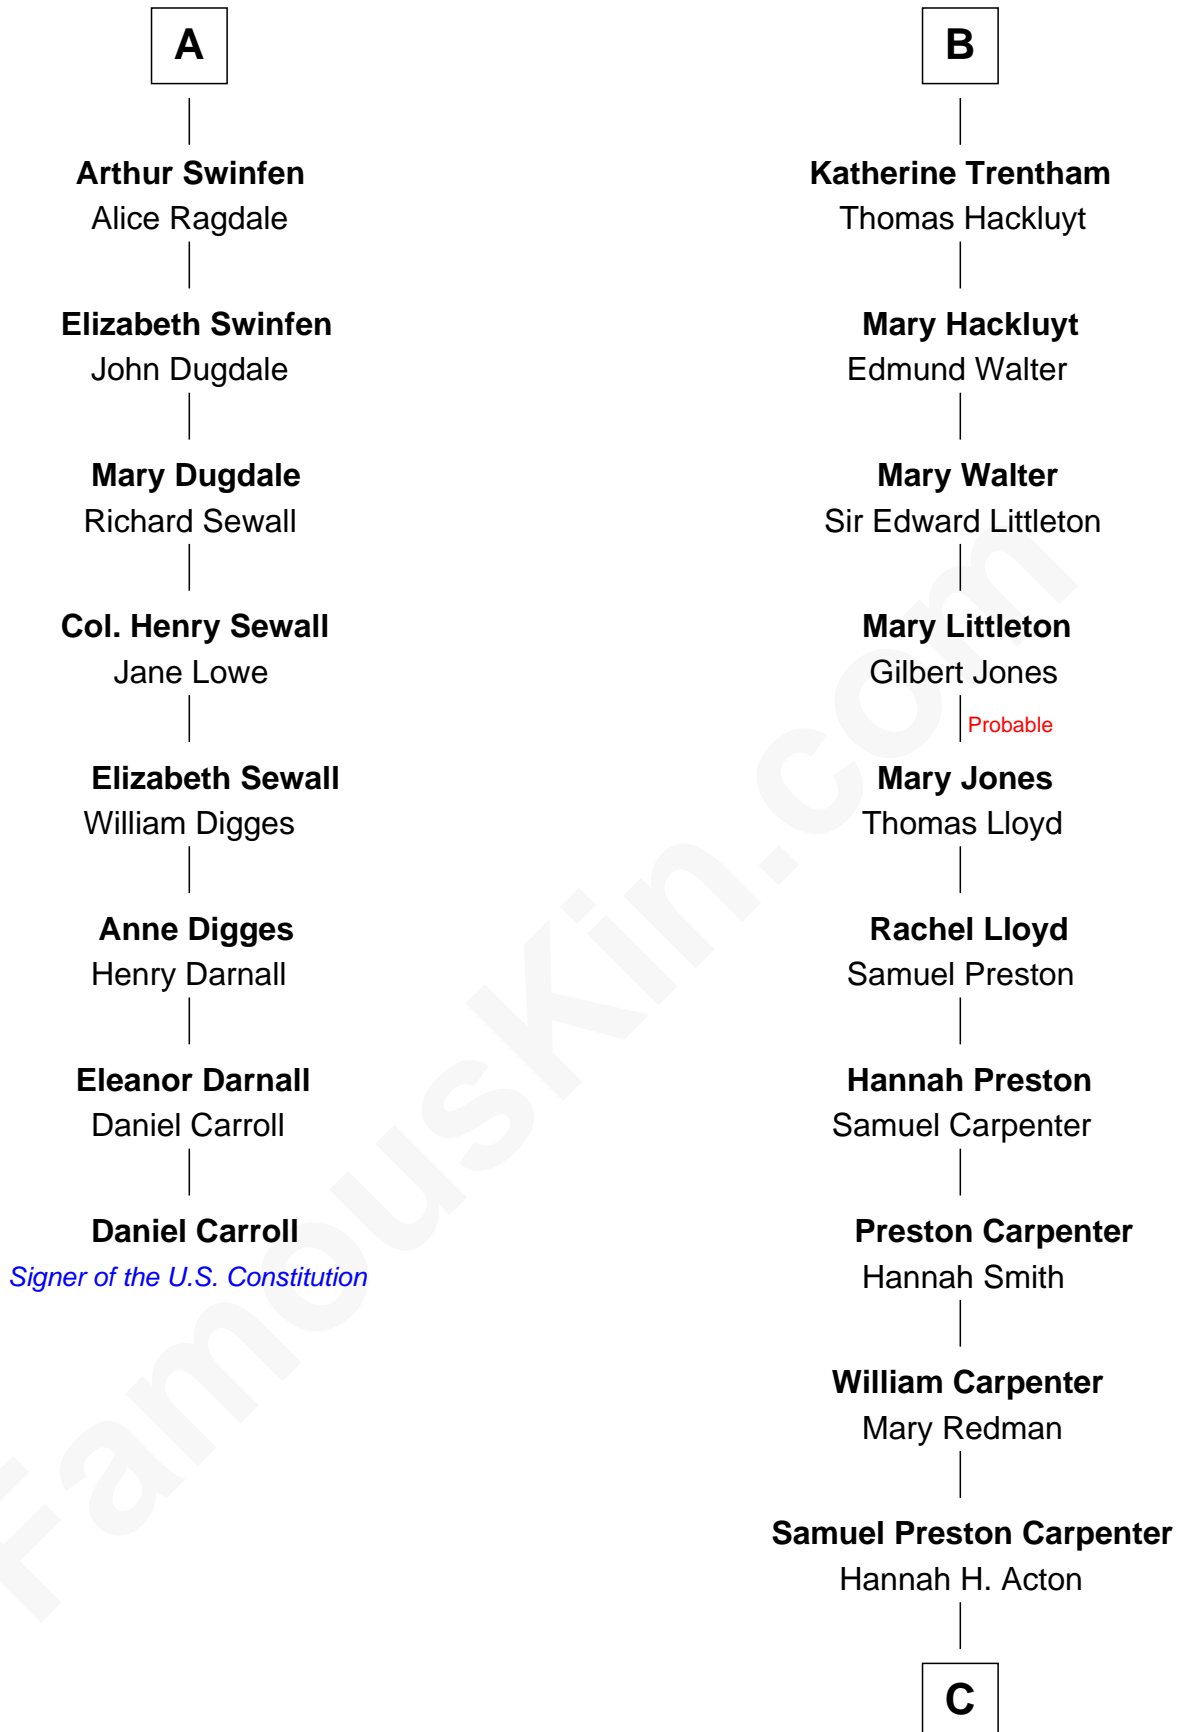 A
Arthur Swinfen
Alice Ragdale
Elizabeth Swinfen
John Dugdale
Mary Dugdale
Richard Sewall
Col. Henry Sewall
Jane Lowe
Elizabeth Sewall
William Digges
Anne Digges
Henry Darnall
Eleanor Darnall
Daniel Carroll
Daniel Carroll
Signer of the U.S. Constitution
B
Katherine Trentham
Thomas Hackluyt
Mary Hackluyt
Edmund Walter
Mary Walter
Sir Edward Littleton
Mary Littleton
Gilbert Jones
Probable
Mary Jones
Thomas Lloyd
Rachel Lloyd
Samuel Preston
Hannah Preston
Samuel Carpenter
Preston Carpenter
Hannah Smith
William Carpenter
Mary Redman
Samuel Preston Carpenter
Hannah H. Acton
C
FamousKin.com